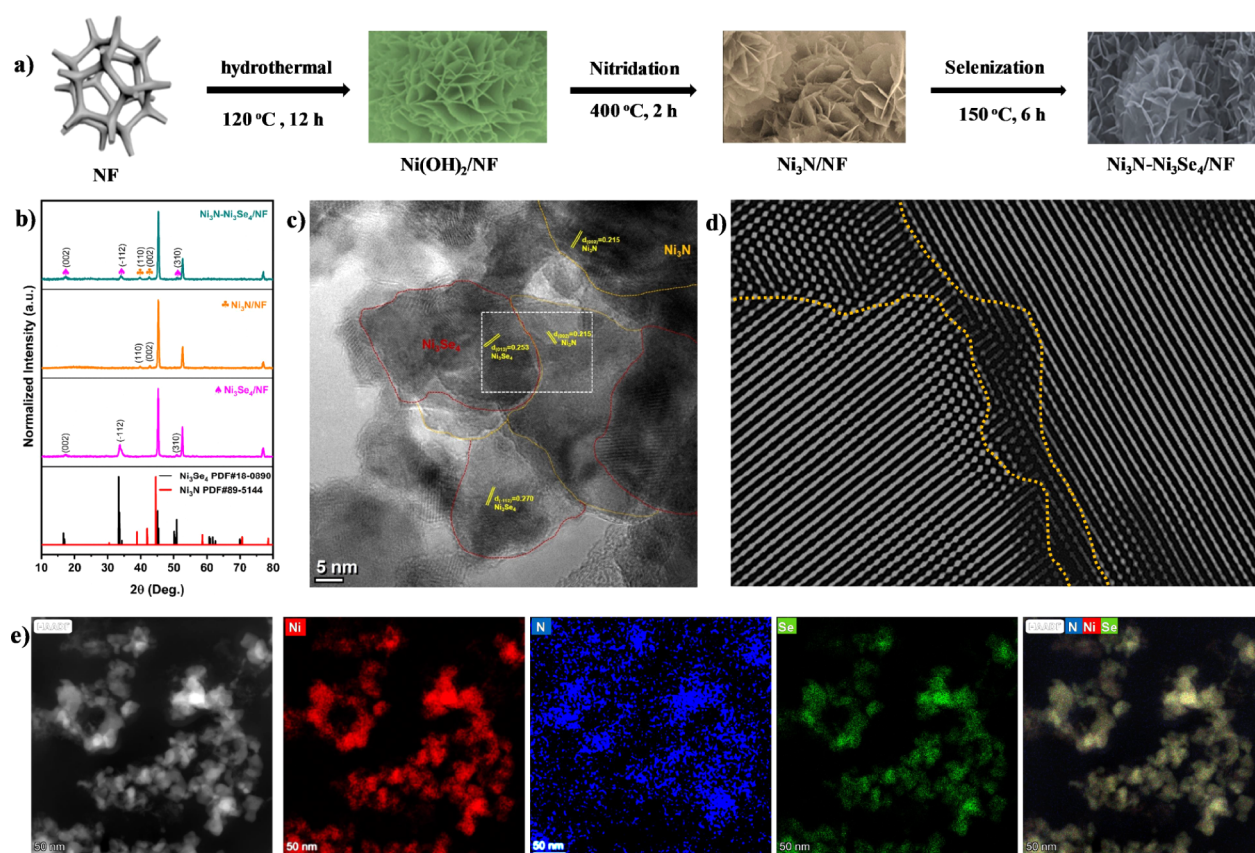 a)
NF
hydrothermal
120 °C , 12 h
Ni(OH)₂/NF
Nitridation
400 °C, 2 h
Ni₃N/NF
Selenization
150 °C, 6 h
Ni₃N-Ni₃Se₄/NF
b)
Normalized Intensity (a.u.)
Ni₃N-Ni₃Se₄/NF
(002)
(-112)
(110)
(002)
(310)
Ni₃N/NF
(110)
(002)
Ni₃Se₄/NF
(002)
(-112)
(310)
Ni₃Se₄ PDF#18-0890
Ni₃N PDF#89-5144
10 20 30 40 50 60 70 80
2θ (Deg.)
c)
d₍₀₀₂₎=0.215
Ni₃N
Ni₃N
Ni₃Se₄
d₍₀₁₃₎=0.253
Ni₃Se₄
=0.215
Ni₃N
=0.270
Ni₃Se₄
5 nm
d)
e)
HAADF
50 nm
Ni
50 nm
N
50 nm
Se
50 nm
HAADF N Ni Se
50 nm